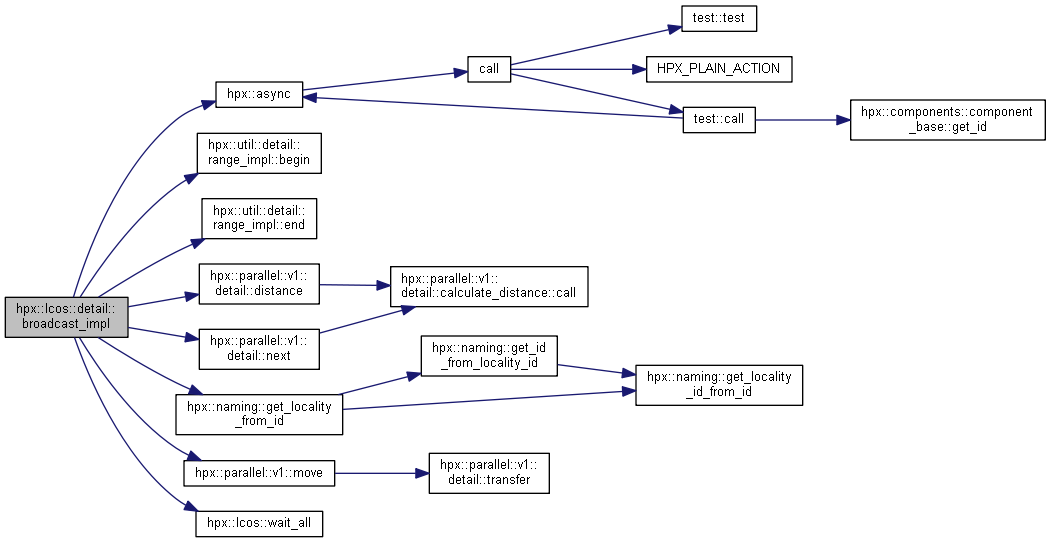 test::test
call
HPX_PLAIN_ACTION
hpx::async
test::call
hpx::components::component
_base::get_id
hpx::util::detail::
range_impl::begin
hpx::util::detail::
range_impl::end
hpx::parallel::v1::
detail::distance
hpx::parallel::v1::
detail::calculate_distance::call
hpx::lcos::detail::
broadcast_impl
hpx::parallel::v1::
detail::next
hpx::naming::get_id
_from_locality_id
hpx::naming::get_locality
_id_from_id
hpx::naming::get_locality
_from_id
hpx::parallel::v1::move
hpx::parallel::v1::
detail::transfer
hpx::lcos::wait_all